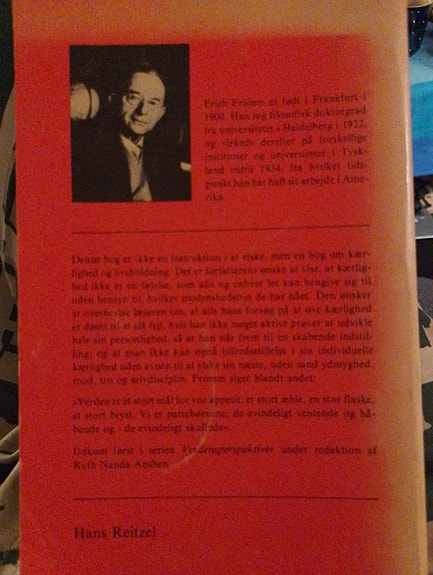 Erich Fromm er født i Frankfurt i
1900. Han tog filosofisk doktorgrad
fra universitetet i Heidelberg i 1922,
og virkede derefter på forskellige
institutter og universiteter i Tysk-
land indtil 1934, fra hvilket tids-
punkt han har haft sit arbejde i Ame-
rika.
Denne bog er ikke en instruktion i at elske, men en bog om kær-
lighed og livsholdning. Det er forfatterens ønske at vise, at kærlig-
hed ikke er en følelse, som alle og enhver let kan hengive sig til
uden hensyn til, hvilket modenhedstrin de har nået. Den ønsker
at overbevise læseren om, at alle hans forsøg på at øve kærlighed
er dømt til at slå fejl, hvis han ikke meget aktivt prøver at udvikle
hele sin personlighed, så at han når frem til en skabende indstil-
ling; og at man ikke kan opnå tilfredsstillelse i sin individuelle
kærlighed uden evnen til at elske sin næste, uden sand ydmyghed,
mod, tro og selvdisciplin. Fromm siger blandt andet:
»Verden er et stort mål for vor appetit, et stort æble, en stor flaske,
et stort bryst. Vi er pattebørnene, de evindeligt ventende og hå-
bende og - de evindeligt skuffede«.
Udkom først i serien Verdensperspektiver under redaktion af
Ruth Nanda Anshen
Hans Reitzel